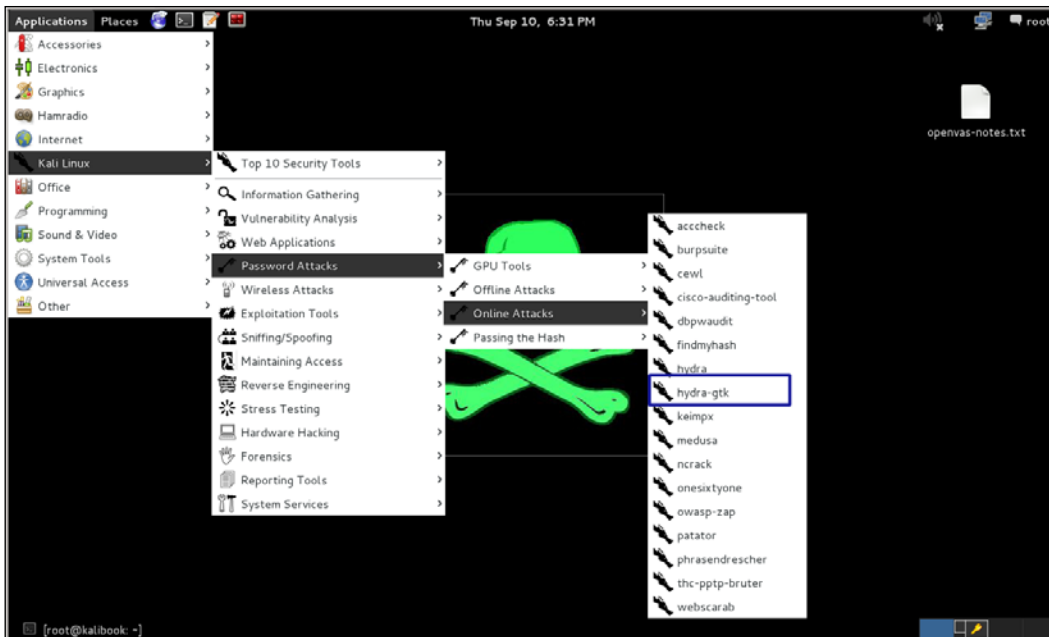 Applications Places Thu Sep 10, 6:31 PM root
Accessories
Electronics
Graphics
Hamradio
Internet
Kali Linux
Office
Programming
Sound & Video
System Tools
Universal Access
Other
Top 10 Security Tools
Information Gathering
Vulnerability Analysis
Web Applications
Password Attacks
Wireless Attacks
Exploitation Tools
Sniffing/Spoofing
Maintaining Access
Reverse Engineering
Stress Testing
Hardware Hacking
Forensics
Reporting Tools
System Services
GPU Tools
Offline Attacks
Online Attacks
Passing the Hash
acccheck
burpsuite
cewl
cisco-auditing-tool
dbpwaudit
findmyhash
hydra
hydra-gtk
keimpx
medusa
ncrack
onesixtyone
owasp-zap
patator
phrasendrescher
thc-pptp-bruter
webscarab
openvas-notes.txt
[root@kalibook: ~]